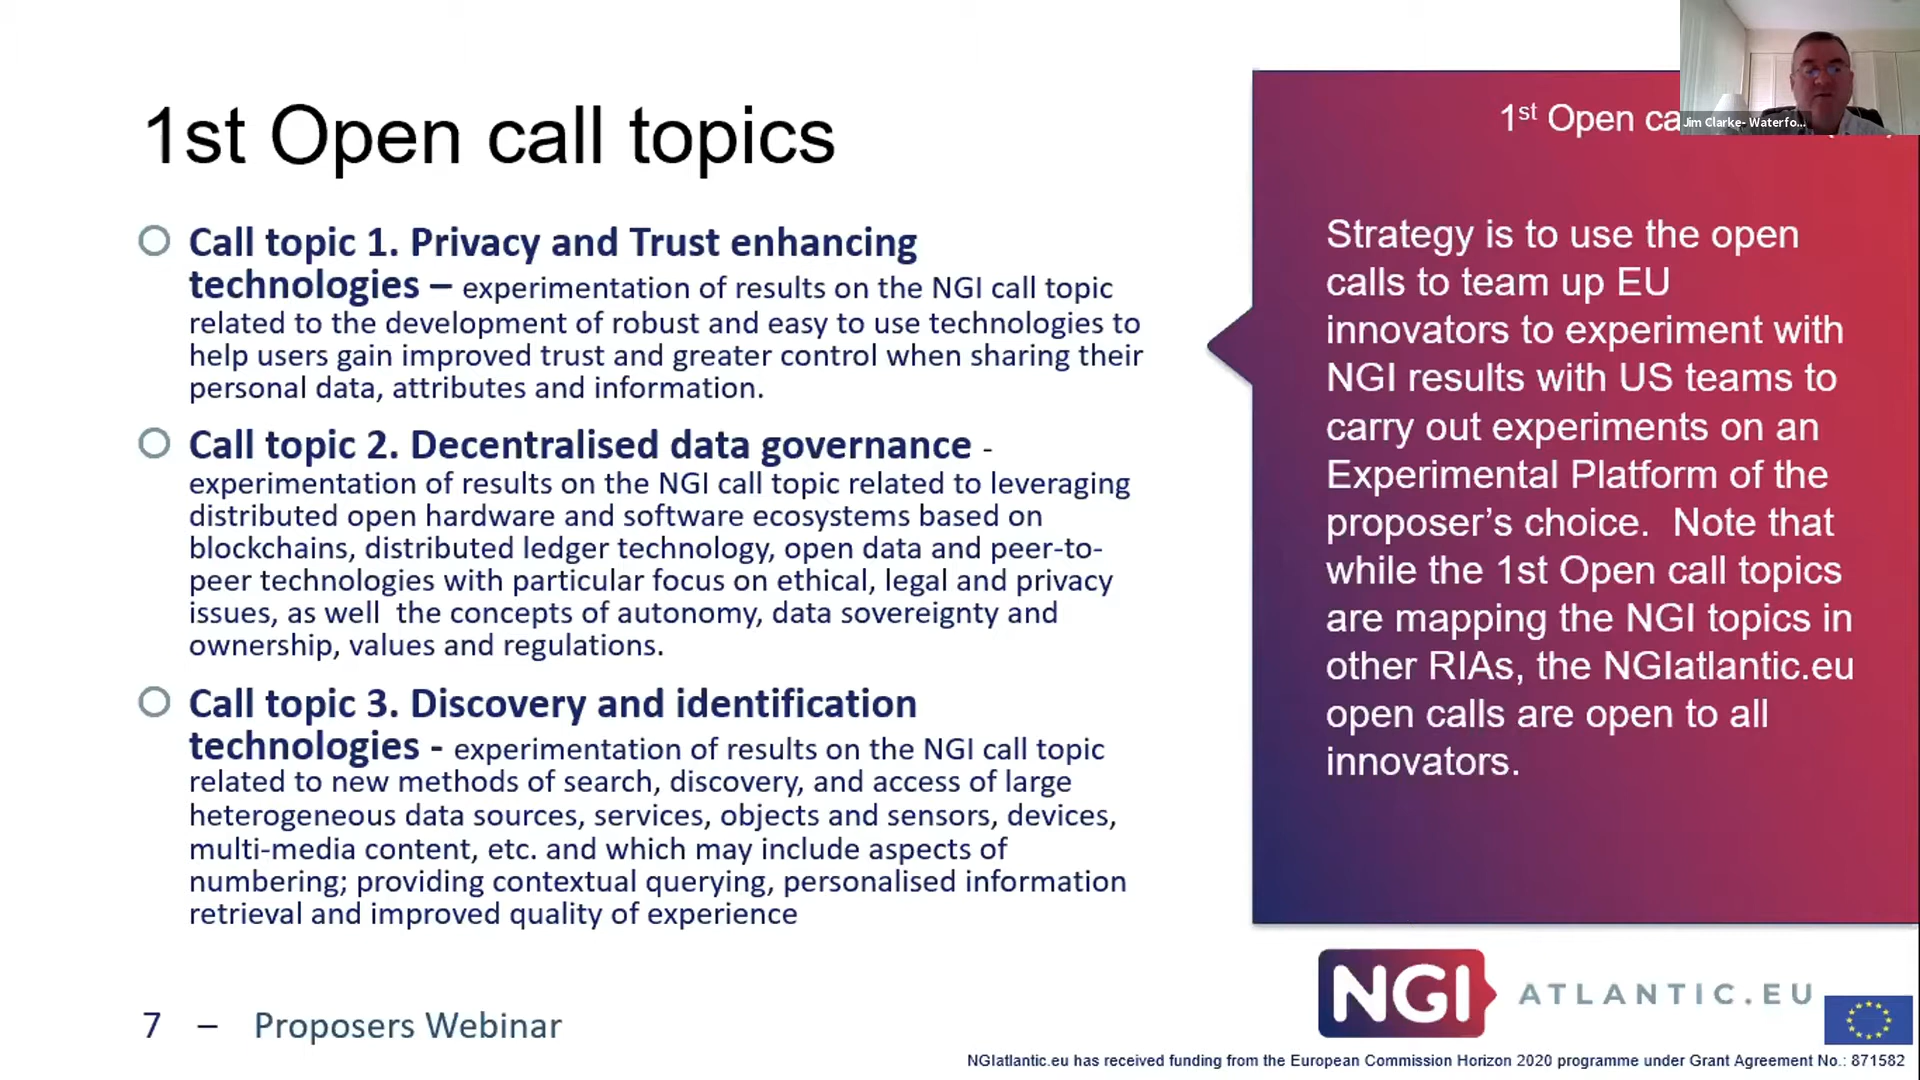 1st Open call topics
Call topic 1. Privacy and Trust enhancing
technologies – experimentation of results on the NGI call topic
related to the development of robust and easy to use technologies to
help users gain improved trust and greater control when sharing their
personal data, attributes and information.
Call topic 2. Decentralised data governance -
experimentation of results on the NGI call topic related to leveraging
distributed open hardware and software ecosystems based on
blockchains, distributed ledger technology, open data and peer-to-
peer technologies with particular focus on ethical, legal and privacy
issues, as well  the concepts of autonomy, data sovereignty and
ownership, values and regulations.
Call topic 3. Discovery and identification
technologies - experimentation of results on the NGI call topic
related to new methods of search, discovery, and access of large
heterogeneous data sources, services, objects and sensors, devices,
multi-media content, etc. and which may include aspects of
numbering; providing contextual querying, personalised information
retrieval and improved quality of experience
1st Open ca
Jim Clarke- Waterfo...
Strategy is to use the open
calls to team up EU
innovators to experiment with
NGI results with US teams to
carry out experiments on an
Experimental Platform of the
proposer’s choice.  Note that
while the 1st Open call topics
are mapping the NGI topics in
other RIAs, the NGIatlantic.eu
open calls are open to all
innovators.
NGI ATLANTIC.EU
7 – Proposers Webinar
NGIatlantic.eu has received funding from the European Commission Horizon 2020 programme under Grant Agreement No.: 871582